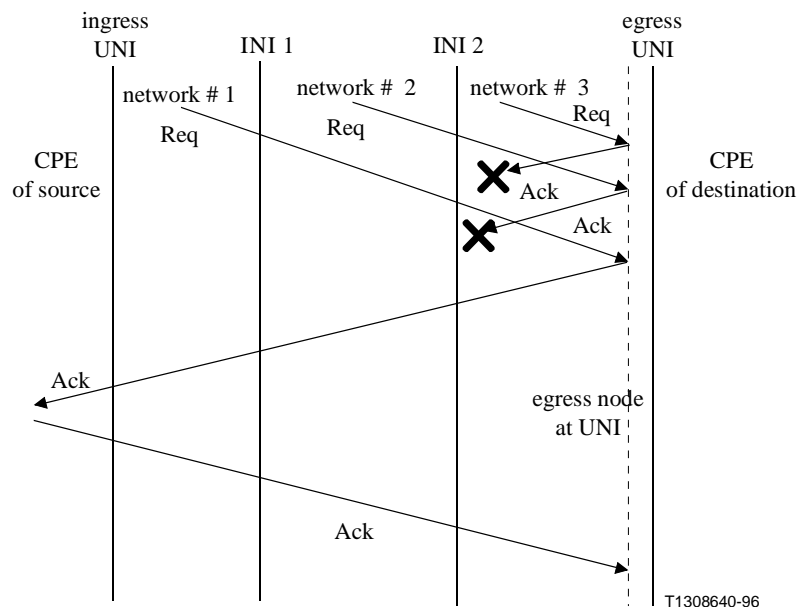 ingress
UNI
INI 1
INI 2
egress
UNI
network # 1
network # 2
network # 3
Req
Req
Req
CPE
of source
CPE
of destination
Ack
Ack
Ack
egress node
at UNI
Ack
T1308640-96